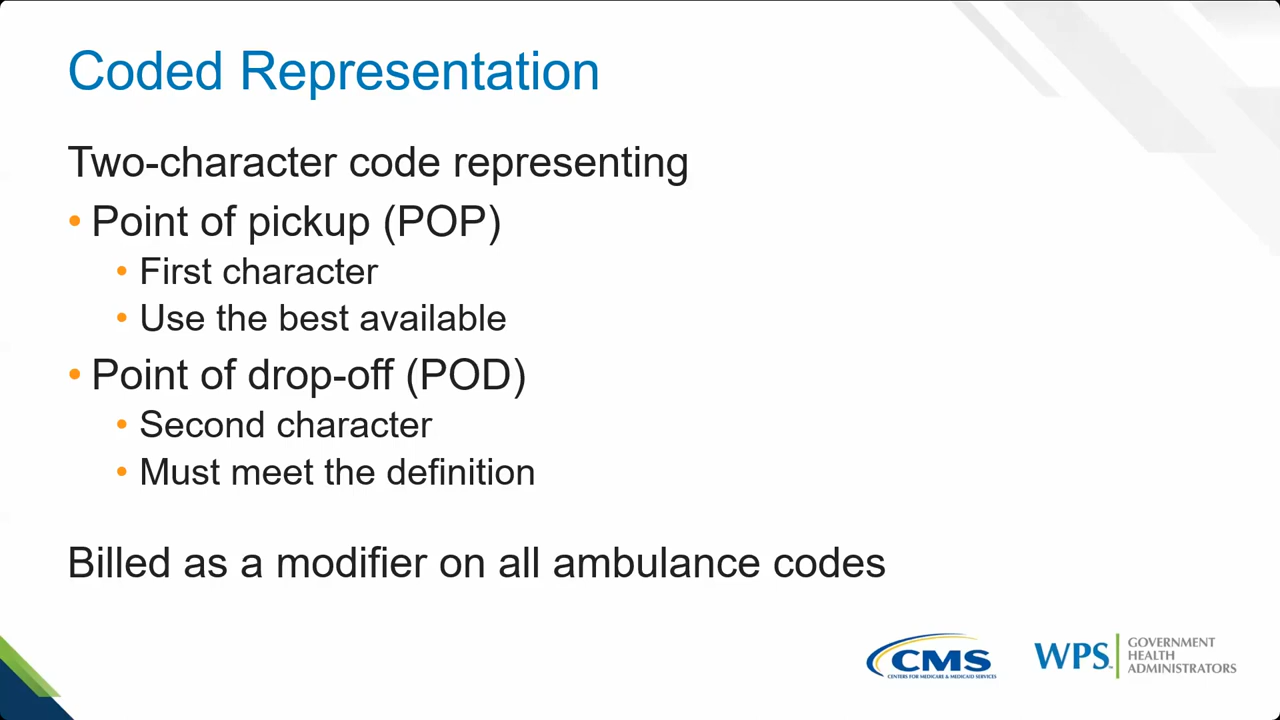 Coded Representation
Two-character code representing
• Point of pickup (POP)
• First character
• Use the best available
• Point of drop-off (POD)
• Second character
• Must meet the definition
Billed as a modifier on all ambulance codes
CMS
CENTERS FOR MEDICARE & MEDICAID SERVICES
WPS
GOVERNMENT
HEALTH
ADMINISTRATORS